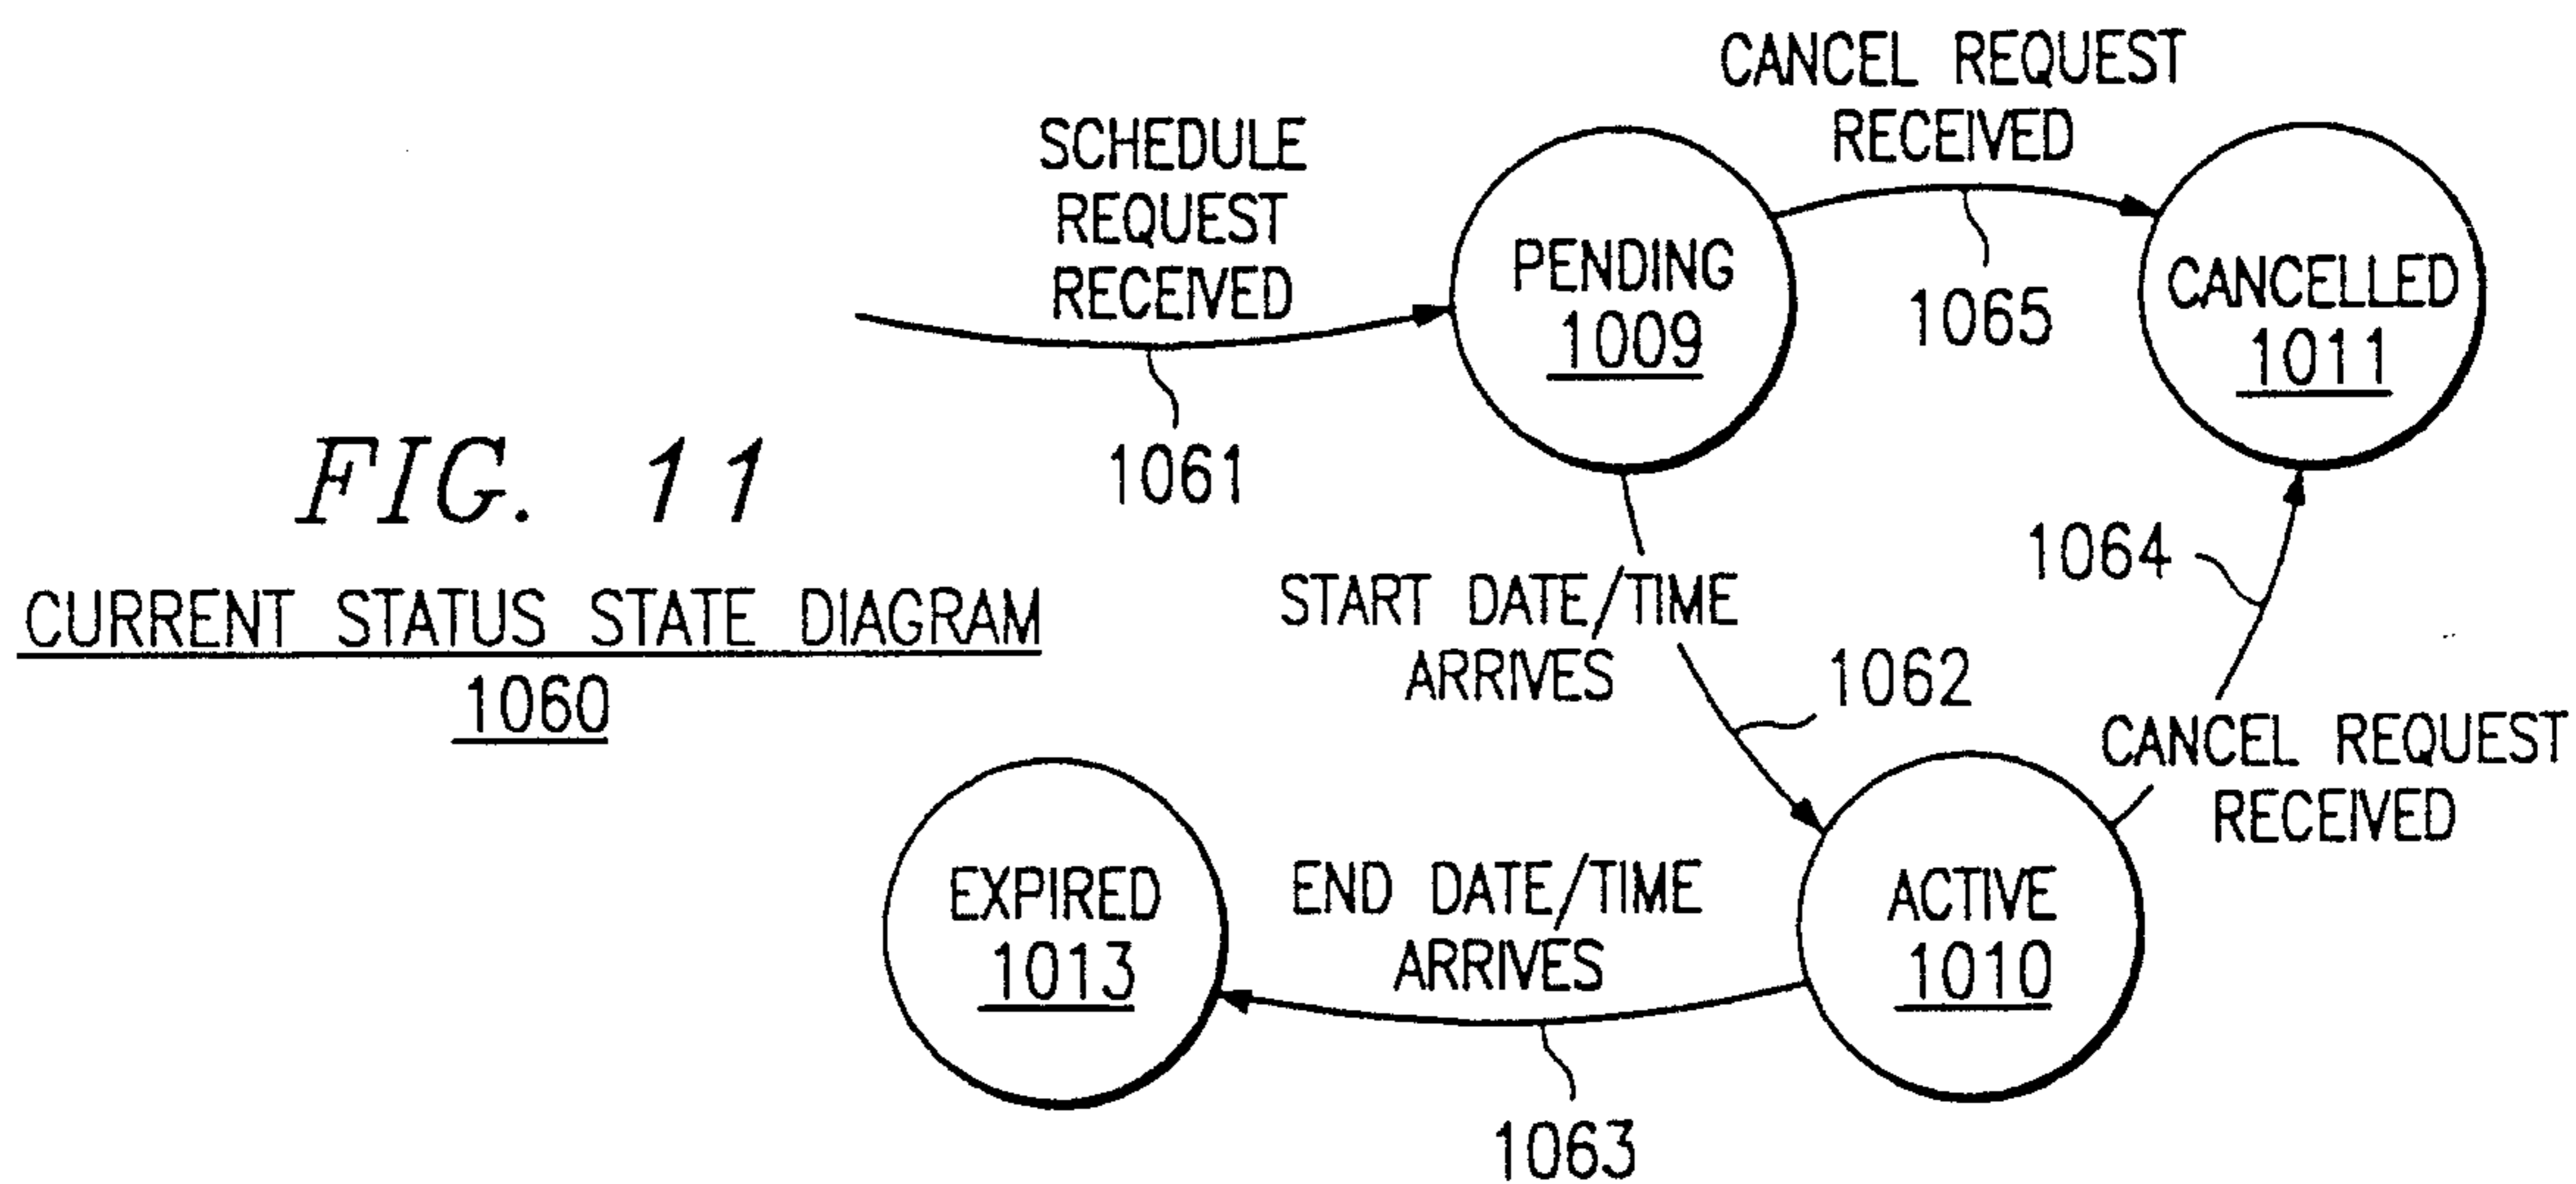 CANCEL REQUEST
RECEIVED
SCHEDULE
REQUEST
RECEIVED
PENDING
1009
CANCELLED
1011
1065
1061
FIG. 11
CURRENT STATUS STATE DIAGRAM
1060
START DATE/TIME
ARRIVES
1062
1064
CANCEL REQUEST
RECEIVED
EXPIRED
1013
END DATE/TIME
ARRIVES
ACTIVE
1010
1063